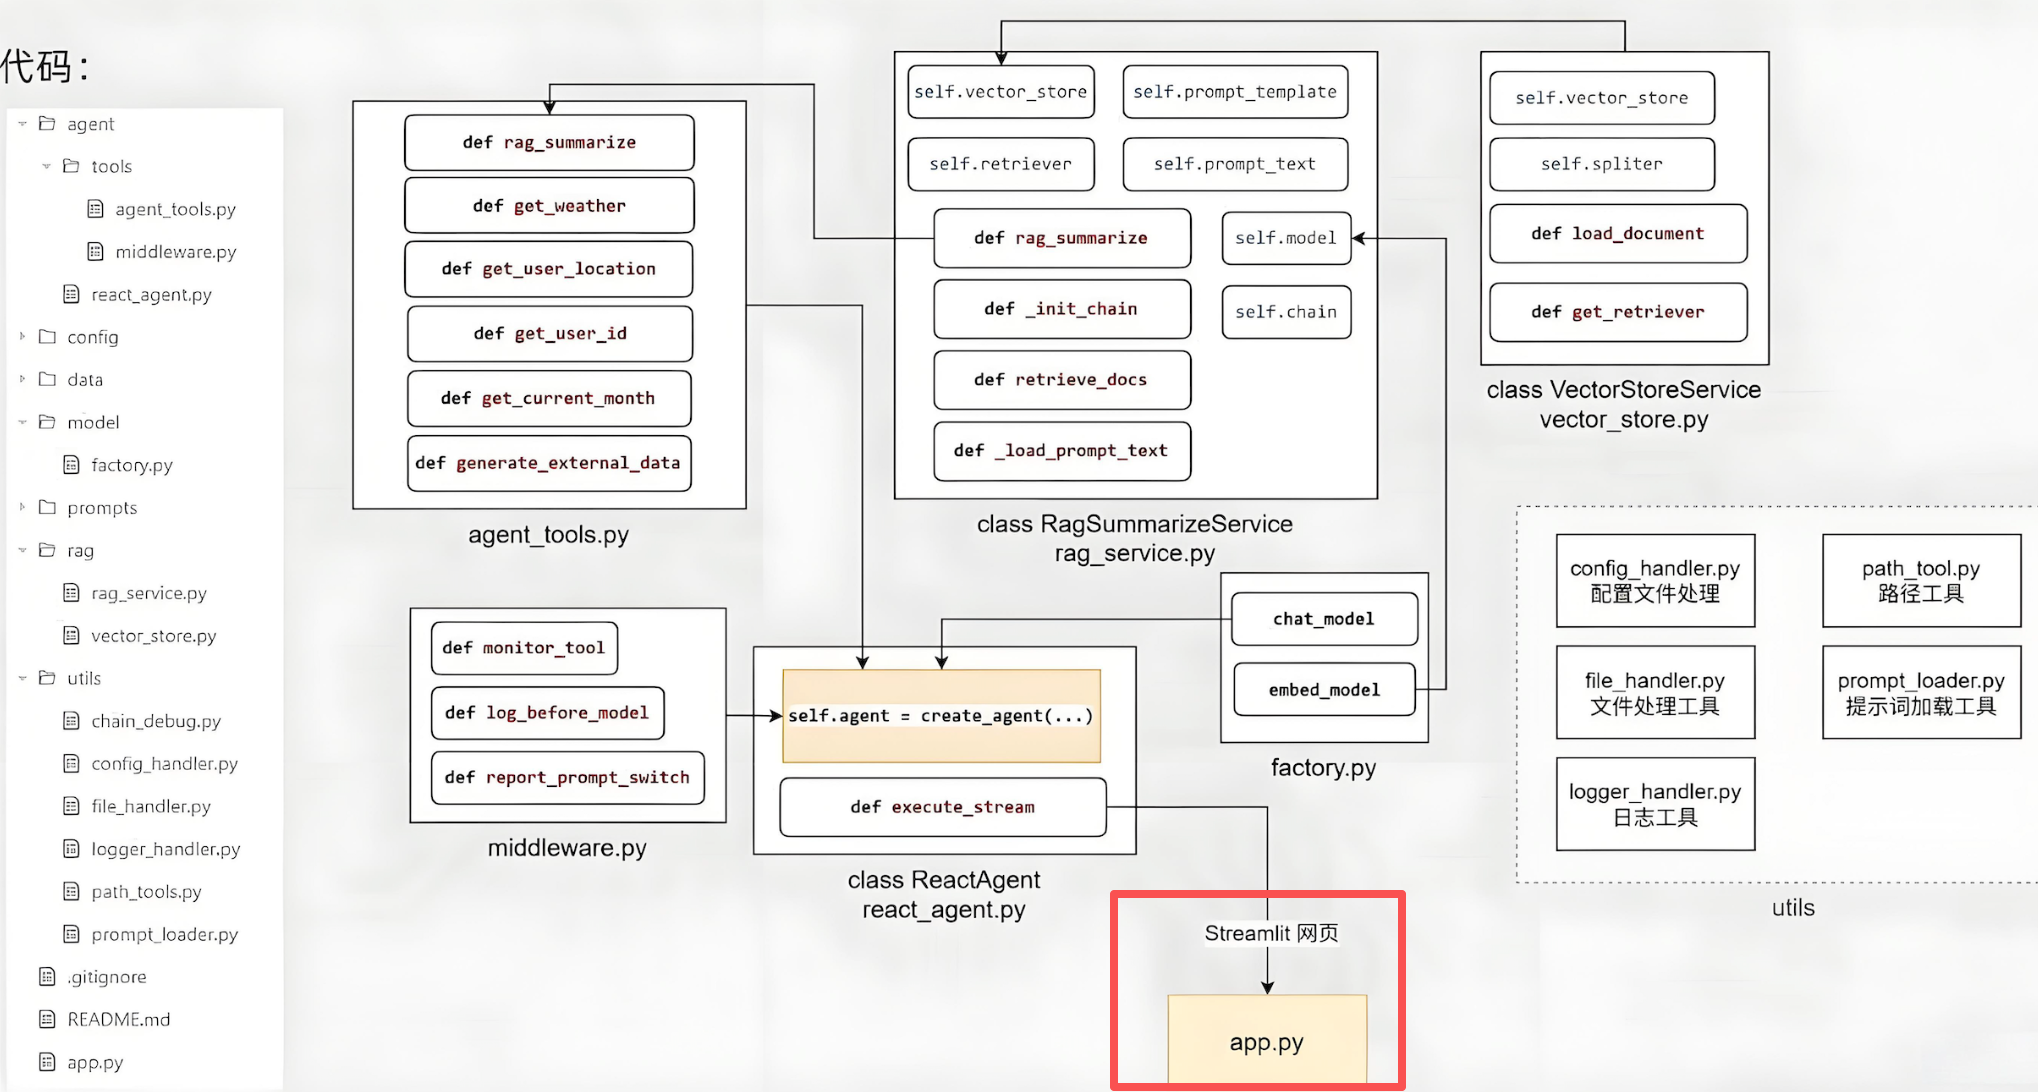 代码：
agent
tools
agent_tools.py
middleware.py
react_agent.py
config
data
model
factory.py
prompts
rag
rag_service.py
vector_store.py
utils
chain_debug.py
config_handler.py
file_handler.py
logger_handler.py
path_tools.py
prompt_loader.py
.gitignore
README.md
app.py
def rag_summarize
def get_weather
def get_user_location
def get_user_id
def get_current_month
def generate_external_data
agent_tools.py
self.vector_store
self.prompt_template
self.retriever
self.prompt_text
def rag_summarize
self.model
def _init_chain
self.chain
def retrieve_docs
def _load_prompt_text
class RagSummarizeService
rag_service.py
self.vector_store
self.spliter
def load_document
def get_retriever
class VectorStoreService
vector_store.py
def monitor_tool
def log_before_model
def report_prompt_switch
middleware.py
self.agent = create_agent(...)
def execute_stream
class ReactAgent
react_agent.py
chat_model
embed_model
factory.py
config_handler.py
配置文件处理
path_tool.py
路径工具
file_handler.py
文件处理工具
prompt_loader.py
提示词加载工具
logger_handler.py
日志工具
utils
Streamlit 网页
app.py